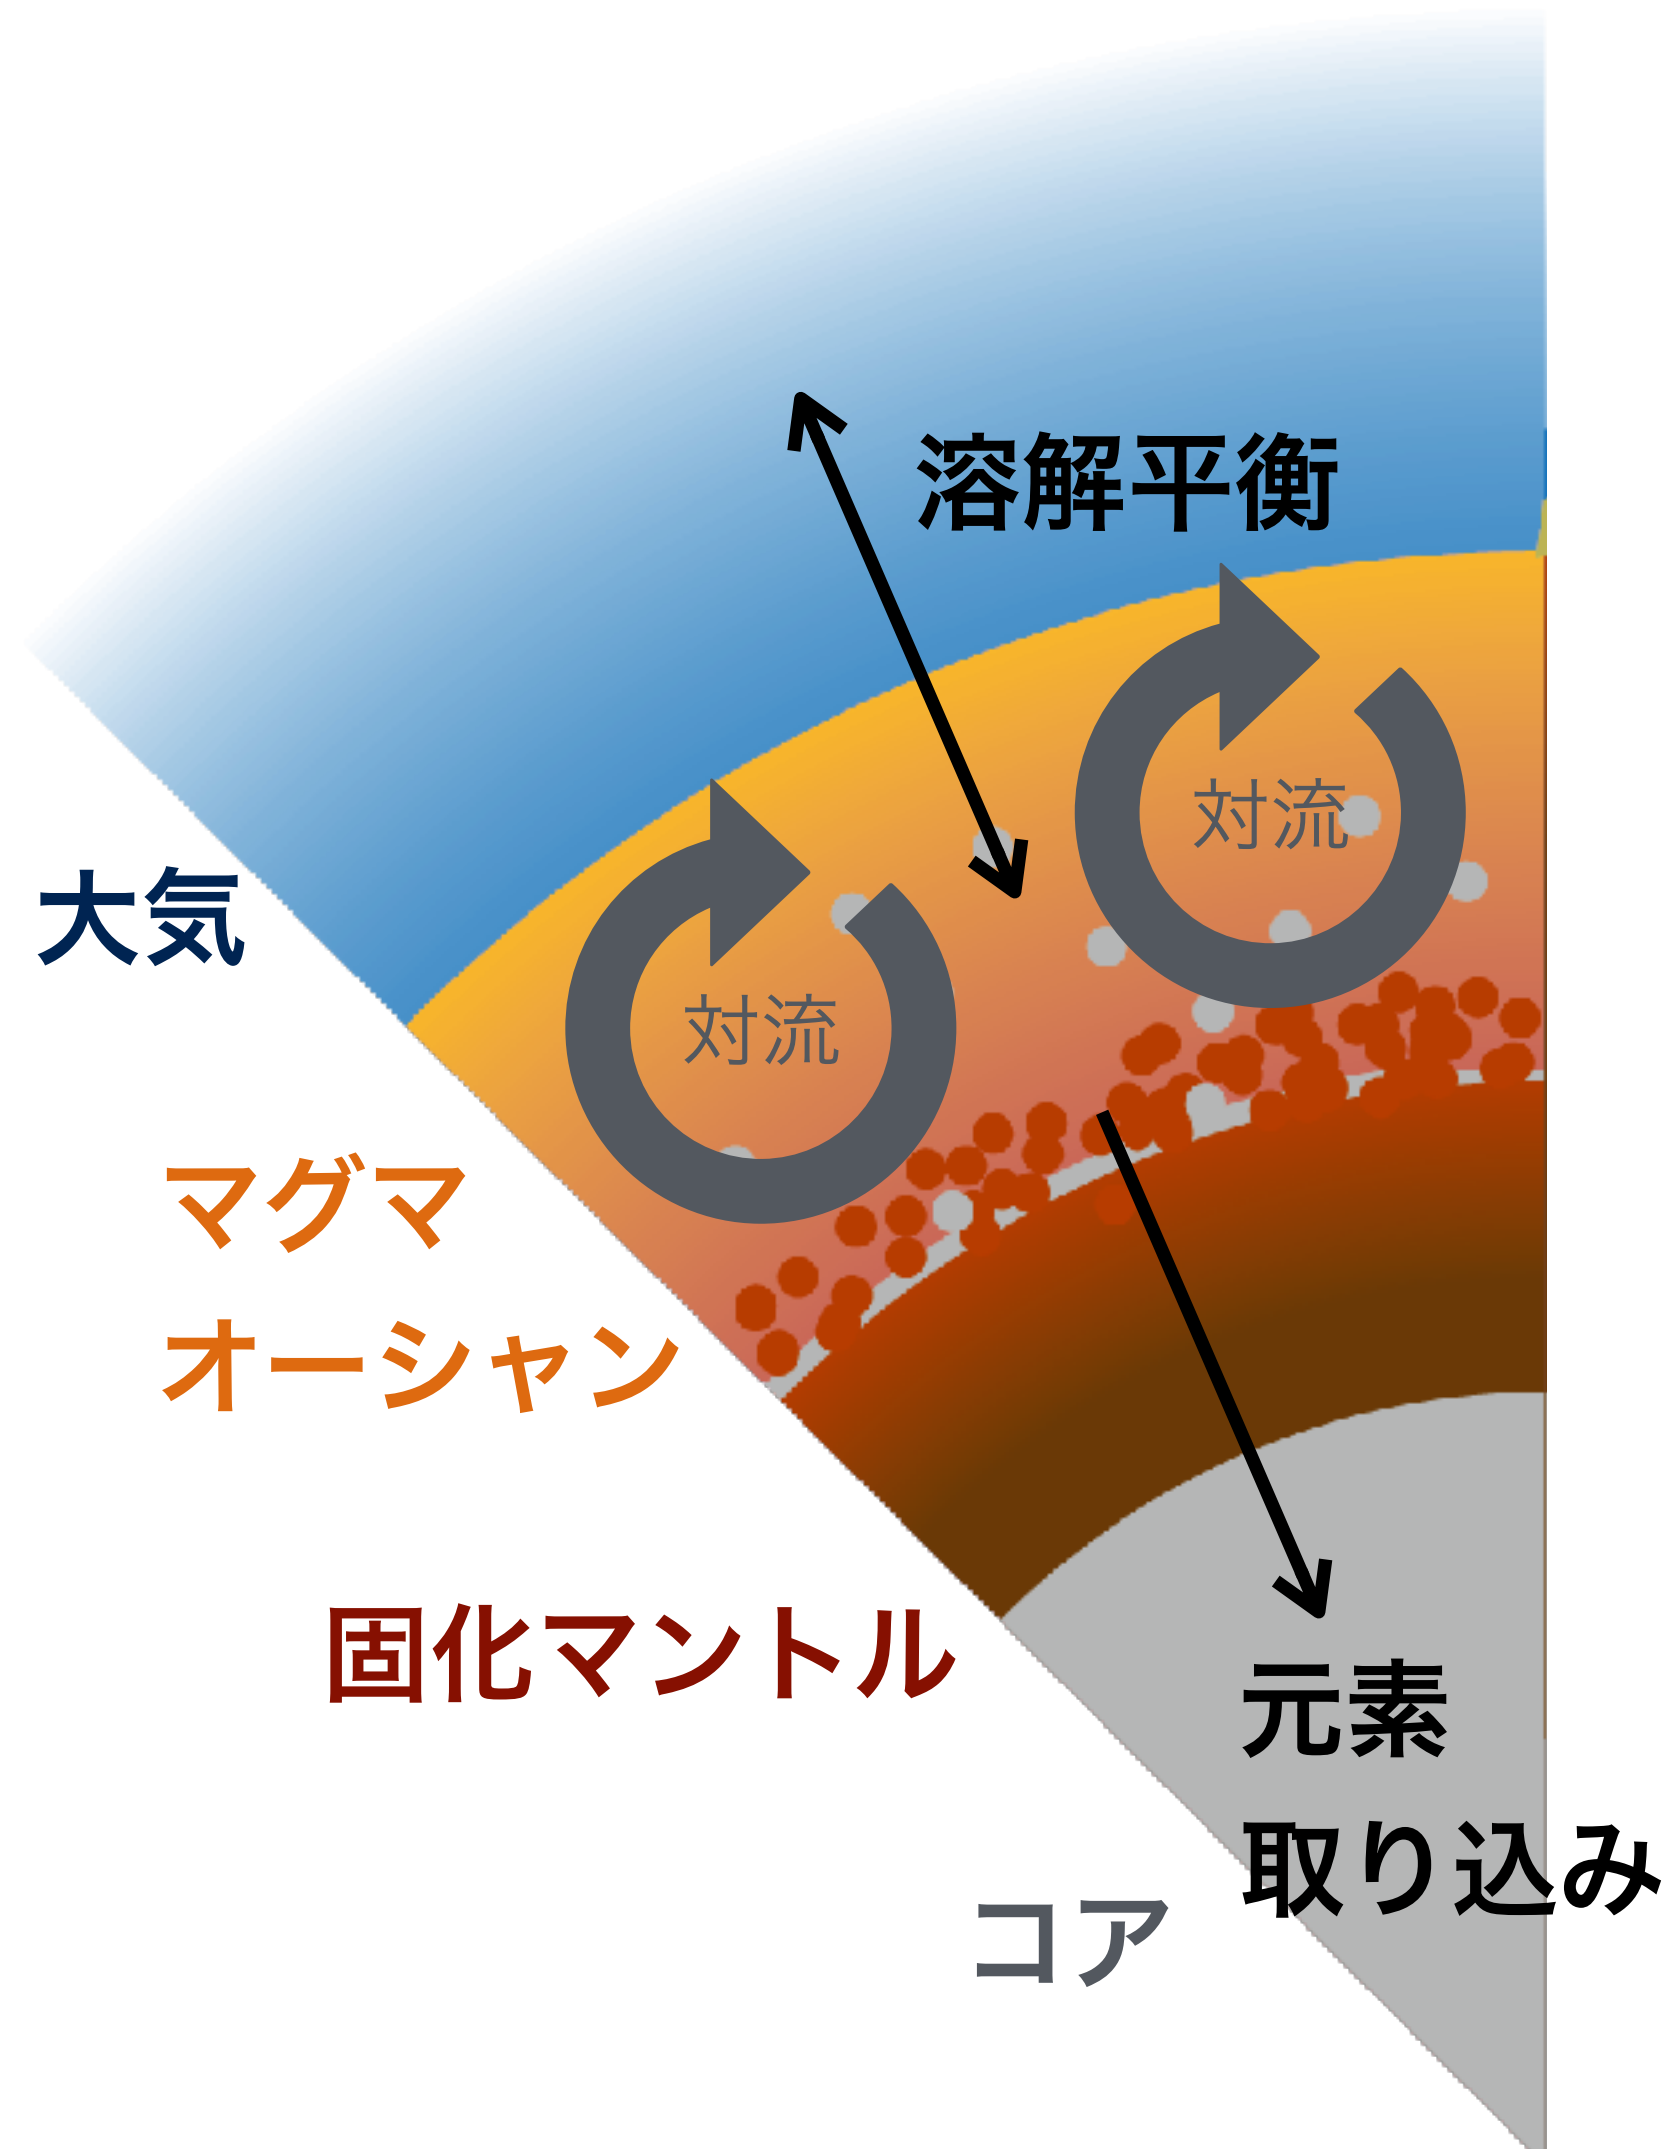 溶解平衡
対流
対流
大気
マグマ
オーシャン
固化マントル
元素
取り込み
コア